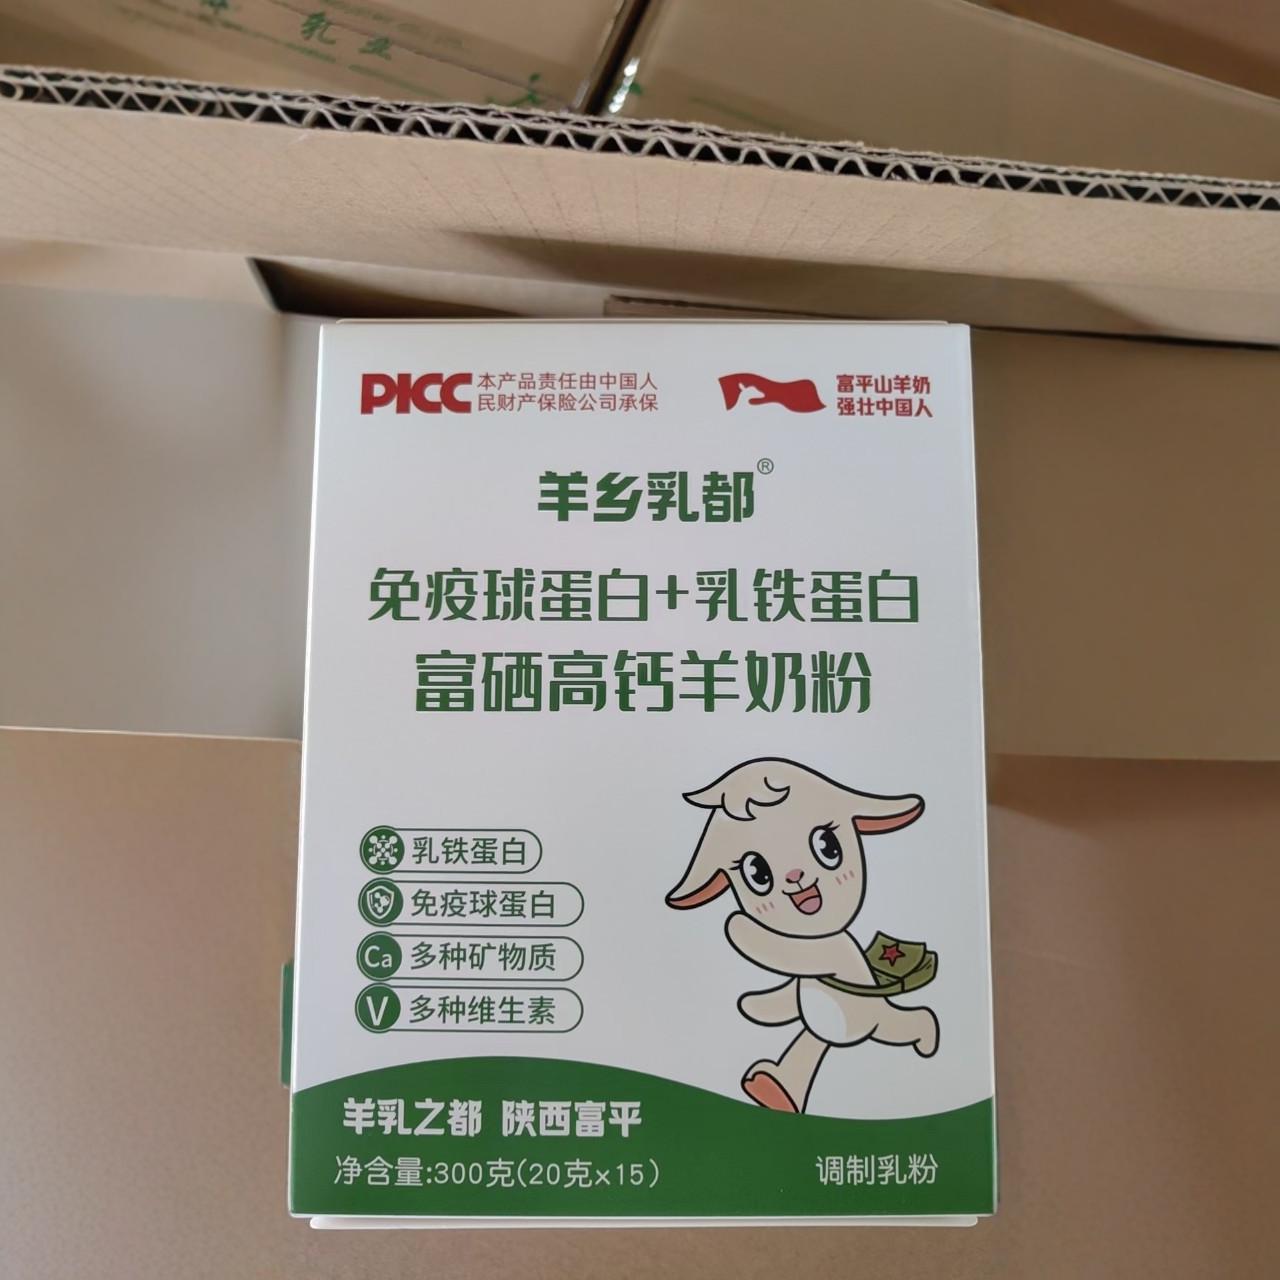 乳业
PICC 本产品责任由中国人
民财产保险公司承保
富平山羊奶
强壮中国人
羊乡乳都®
免疫球蛋白+乳铁蛋白
富硒高钙羊奶粉
乳铁蛋白
免疫球蛋白
Ca 多种矿物质
V 多种维生素
羊乳之都 陕西富平
净含量:300克(20克×15)
调制乳粉